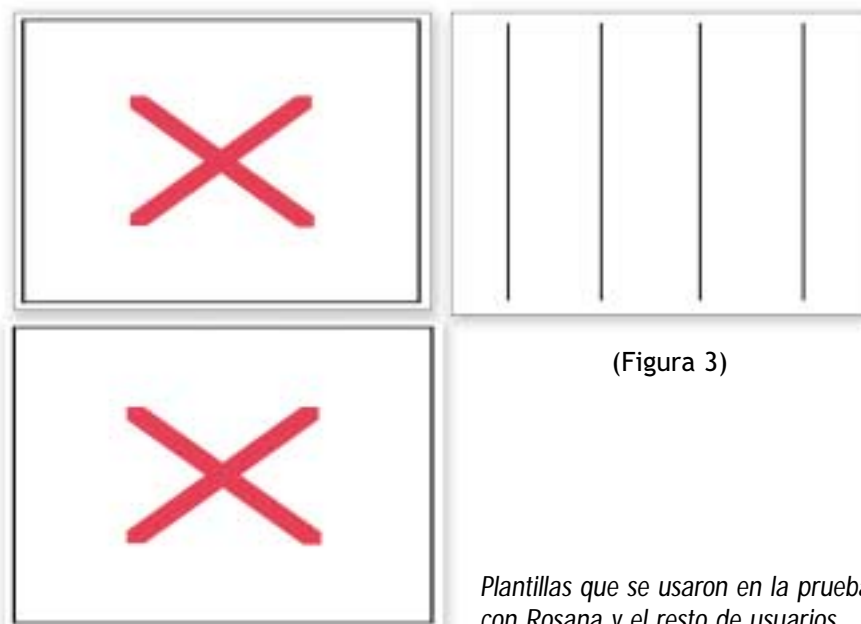 (Figura 3)
Plantillas que se usaron en la prueba
con Rosana y el resto de usuarios